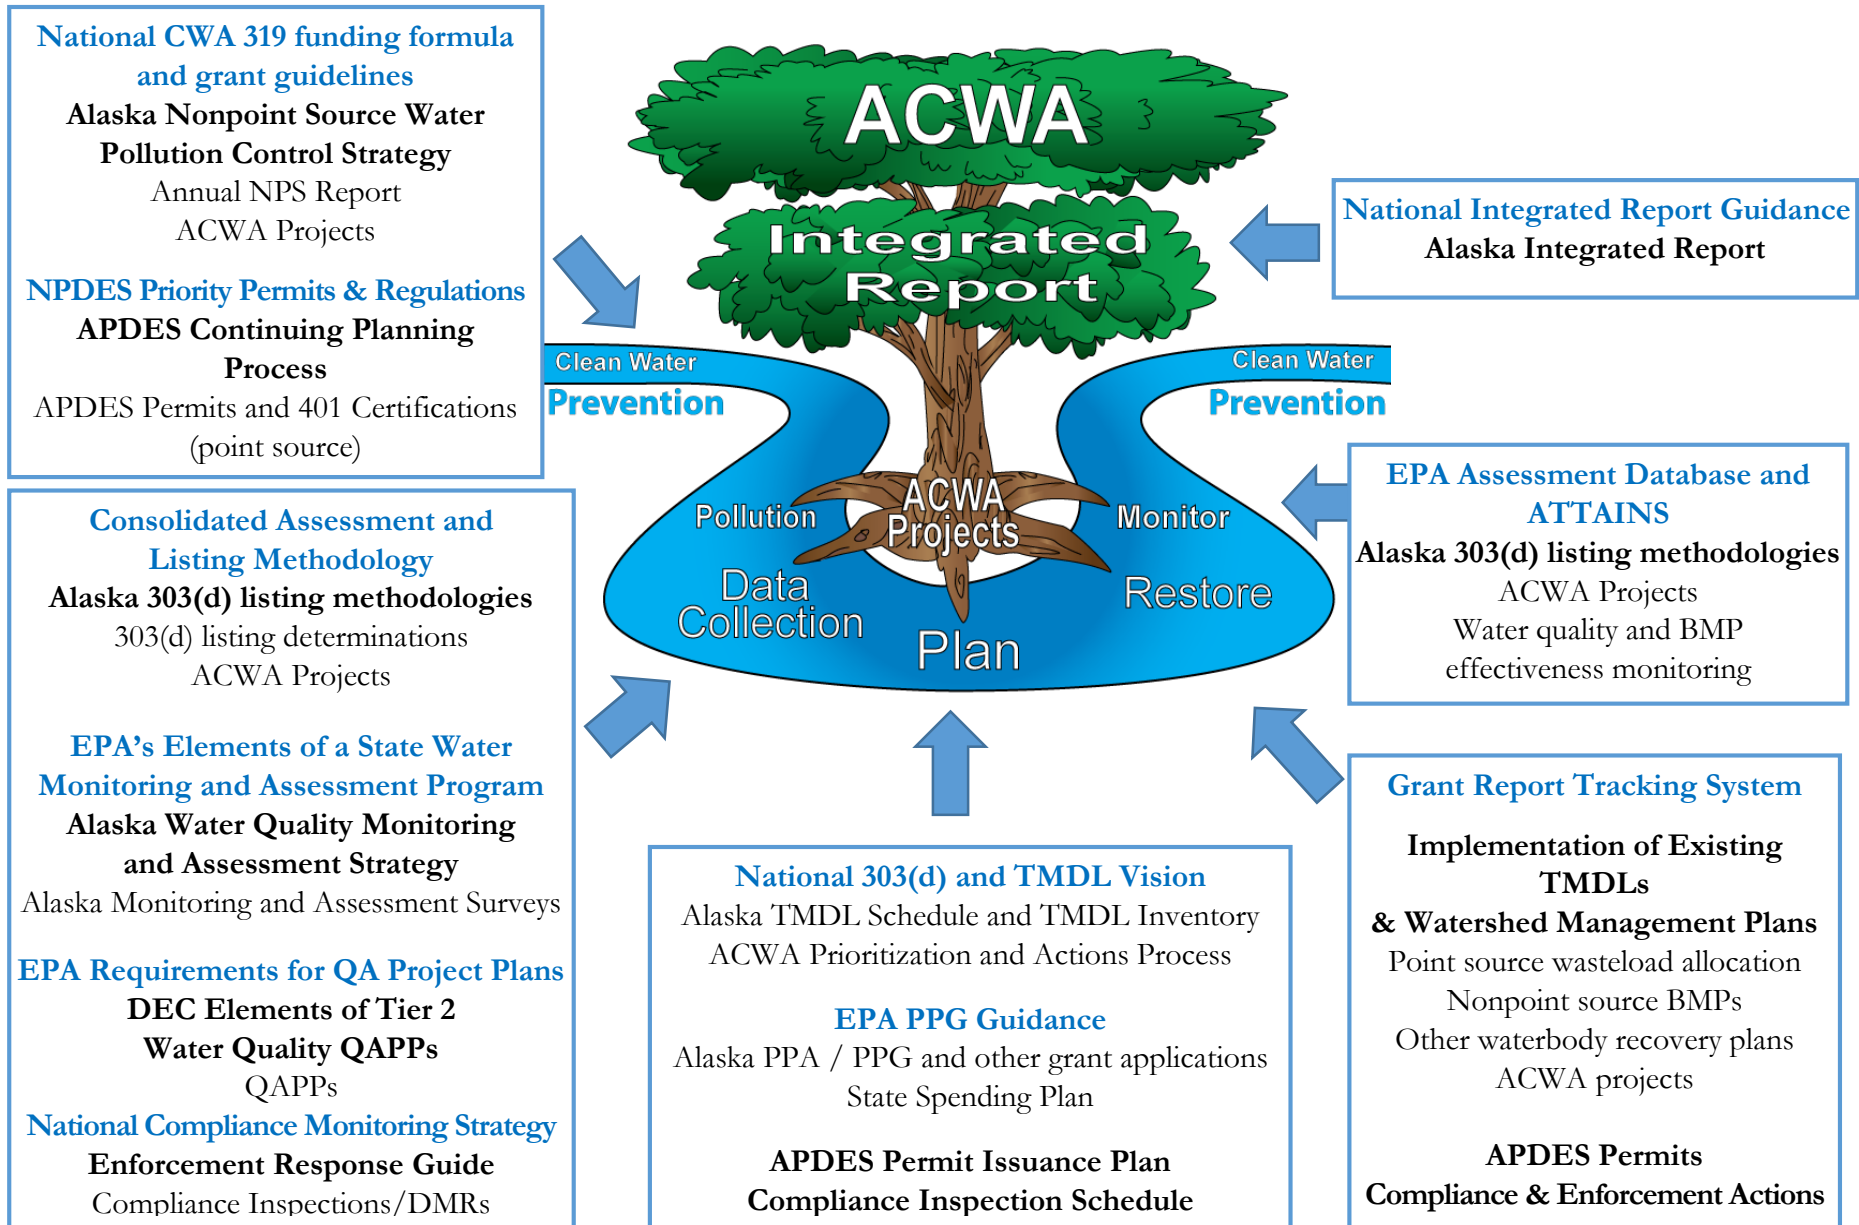 National CWA 319 funding formula
and grant guidelines
Alaska Nonpoint Source Water
Pollution Control Strategy
Annual NPS Report
ACWA Projects
NPDES Priority Permits & Regulations
APDES Continuing Planning
Process
APDES Permits and 401 Certifications
(point source)
Consolidated Assessment and
Listing Methodology
Alaska 303(d) listing methodologies
303(d) listing determinations
ACWA Projects
EPA’s Elements of a State Water
Monitoring and Assessment Program
Alaska Water Quality Monitoring
and Assessment Strategy
Alaska Monitoring and Assessment Surveys
EPA Requirements for QA Project Plans
DEC Elements of Tier 2
Water Quality QAPPs
QAPPs
National Compliance Monitoring Strategy
Enforcement Response Guide
Compliance Inspections/DMRs
ACWA
Integrated
Report
Clean Water
Prevention
Clean Water
Prevention
Pollution
ACWA
Projects
Monitor
Data
Collection
Restore
Plan
National 303(d) and TMDL Vision
Alaska TMDL Schedule and TMDL Inventory
ACWA Prioritization and Actions Process
EPA PPG Guidance
Alaska PPA / PPG and other grant applications
State Spending Plan
APDES Permit Issuance Plan
Compliance Inspection Schedule
National Integrated Report Guidance
Alaska Integrated Report
EPA Assessment Database and
ATTAINS
Alaska 303(d) listing methodologies
ACWA Projects
Water quality and BMP
effectiveness monitoring
Grant Report Tracking System
Implementation of Existing
TMDLs
& Watershed Management Plans
Point source wasteload allocation
Nonpoint source BMPs
Other waterbody recovery plans
ACWA projects
APDES Permits
Compliance & Enforcement Actions